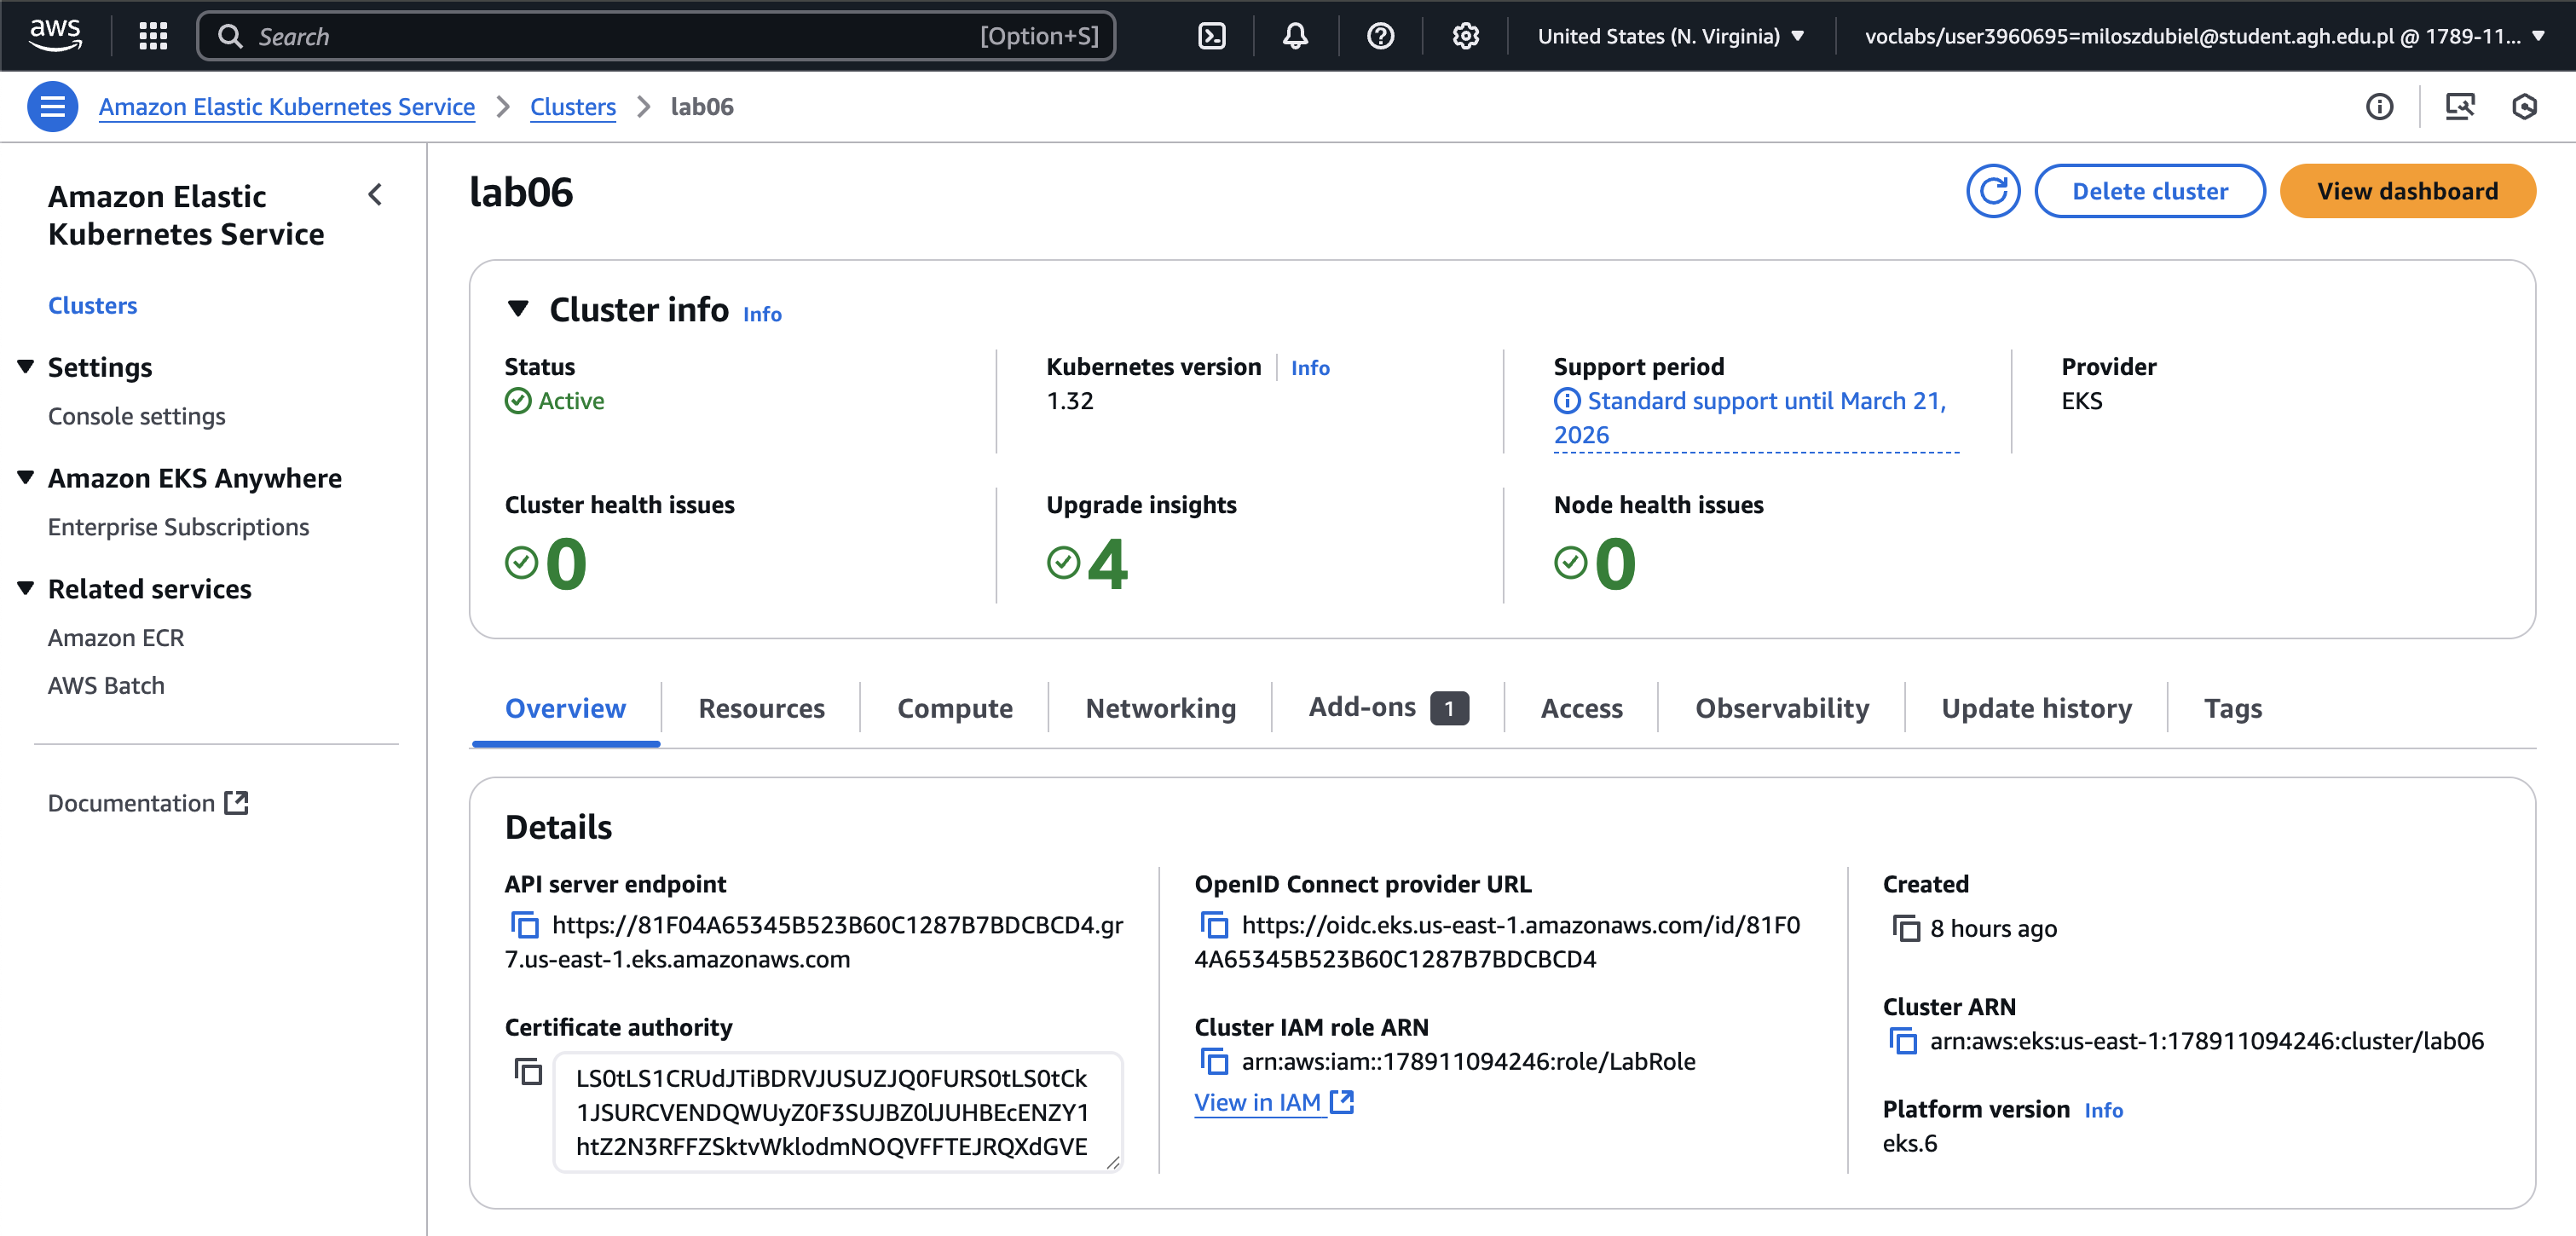 aws
Search [Option+S]
United States (N. Virginia)
voclabs/user3960695=miloszdubiel@student.agh.edu.pl @ 1789-11...
Amazon Elastic Kubernetes Service
Clusters
lab06
Amazon Elastic
Kubernetes Service
Clusters
Settings
Console settings
Amazon EKS Anywhere
Enterprise Subscriptions
Related services
Amazon ECR
AWS Batch
Documentation
lab06
Delete cluster
View dashboard
Cluster info Info
Status
Active
Kubernetes version Info
1.32
Support period
Standard support until March 21,
2026
Provider
EKS
Cluster health issues
0
Upgrade insights
4
Node health issues
0
Overview
Resources
Compute
Networking
Add-ons 1
Access
Observability
Update history
Tags
Details
API server endpoint
https://81F04A65345B523B60C1287B7BDCBCD4.gr
7.us-east-1.eks.amazonaws.com
Certificate authority
LS0tLS1CRUdJTiBDRVJUSUZJQ0FURS0tLS0tCk
1JSURCVENDQWUyZ0F3SUJBZ0lJUHBEcENZY1
htZ2N3RFFZSktvWklodmNOQVFFTEJRQXdGVE
OpenID Connect provider URL
https://oidc.eks.us-east-1.amazonaws.com/id/81F0
4A65345B523B60C1287B7BDCBCD4
Cluster IAM role ARN
arn:aws:iam::178911094246:role/LabRole
View in IAM
Created
8 hours ago
Cluster ARN
arn:aws:eks:us-east-1:178911094246:cluster/lab06
Platform version Info
eks.6